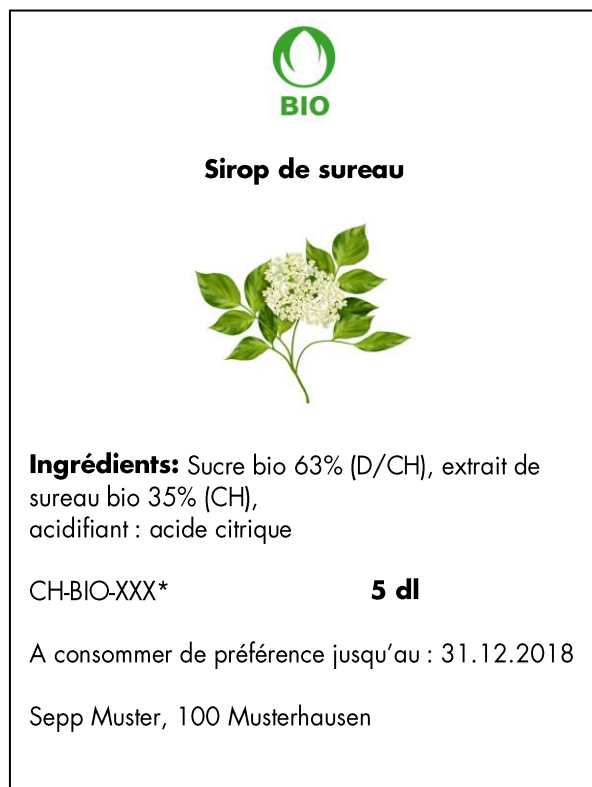 BIO
Sirop de sureau
Ingrédients: Sucre bio 63% (D/CH), extrait de
sureau bio 35% (CH),
acidifiant : acide citrique
CH-BIO-XXX* 5 dl
A consommer de préférence jusqu’au : 31.12.2018
Sepp Muster, 100 Musterhausen